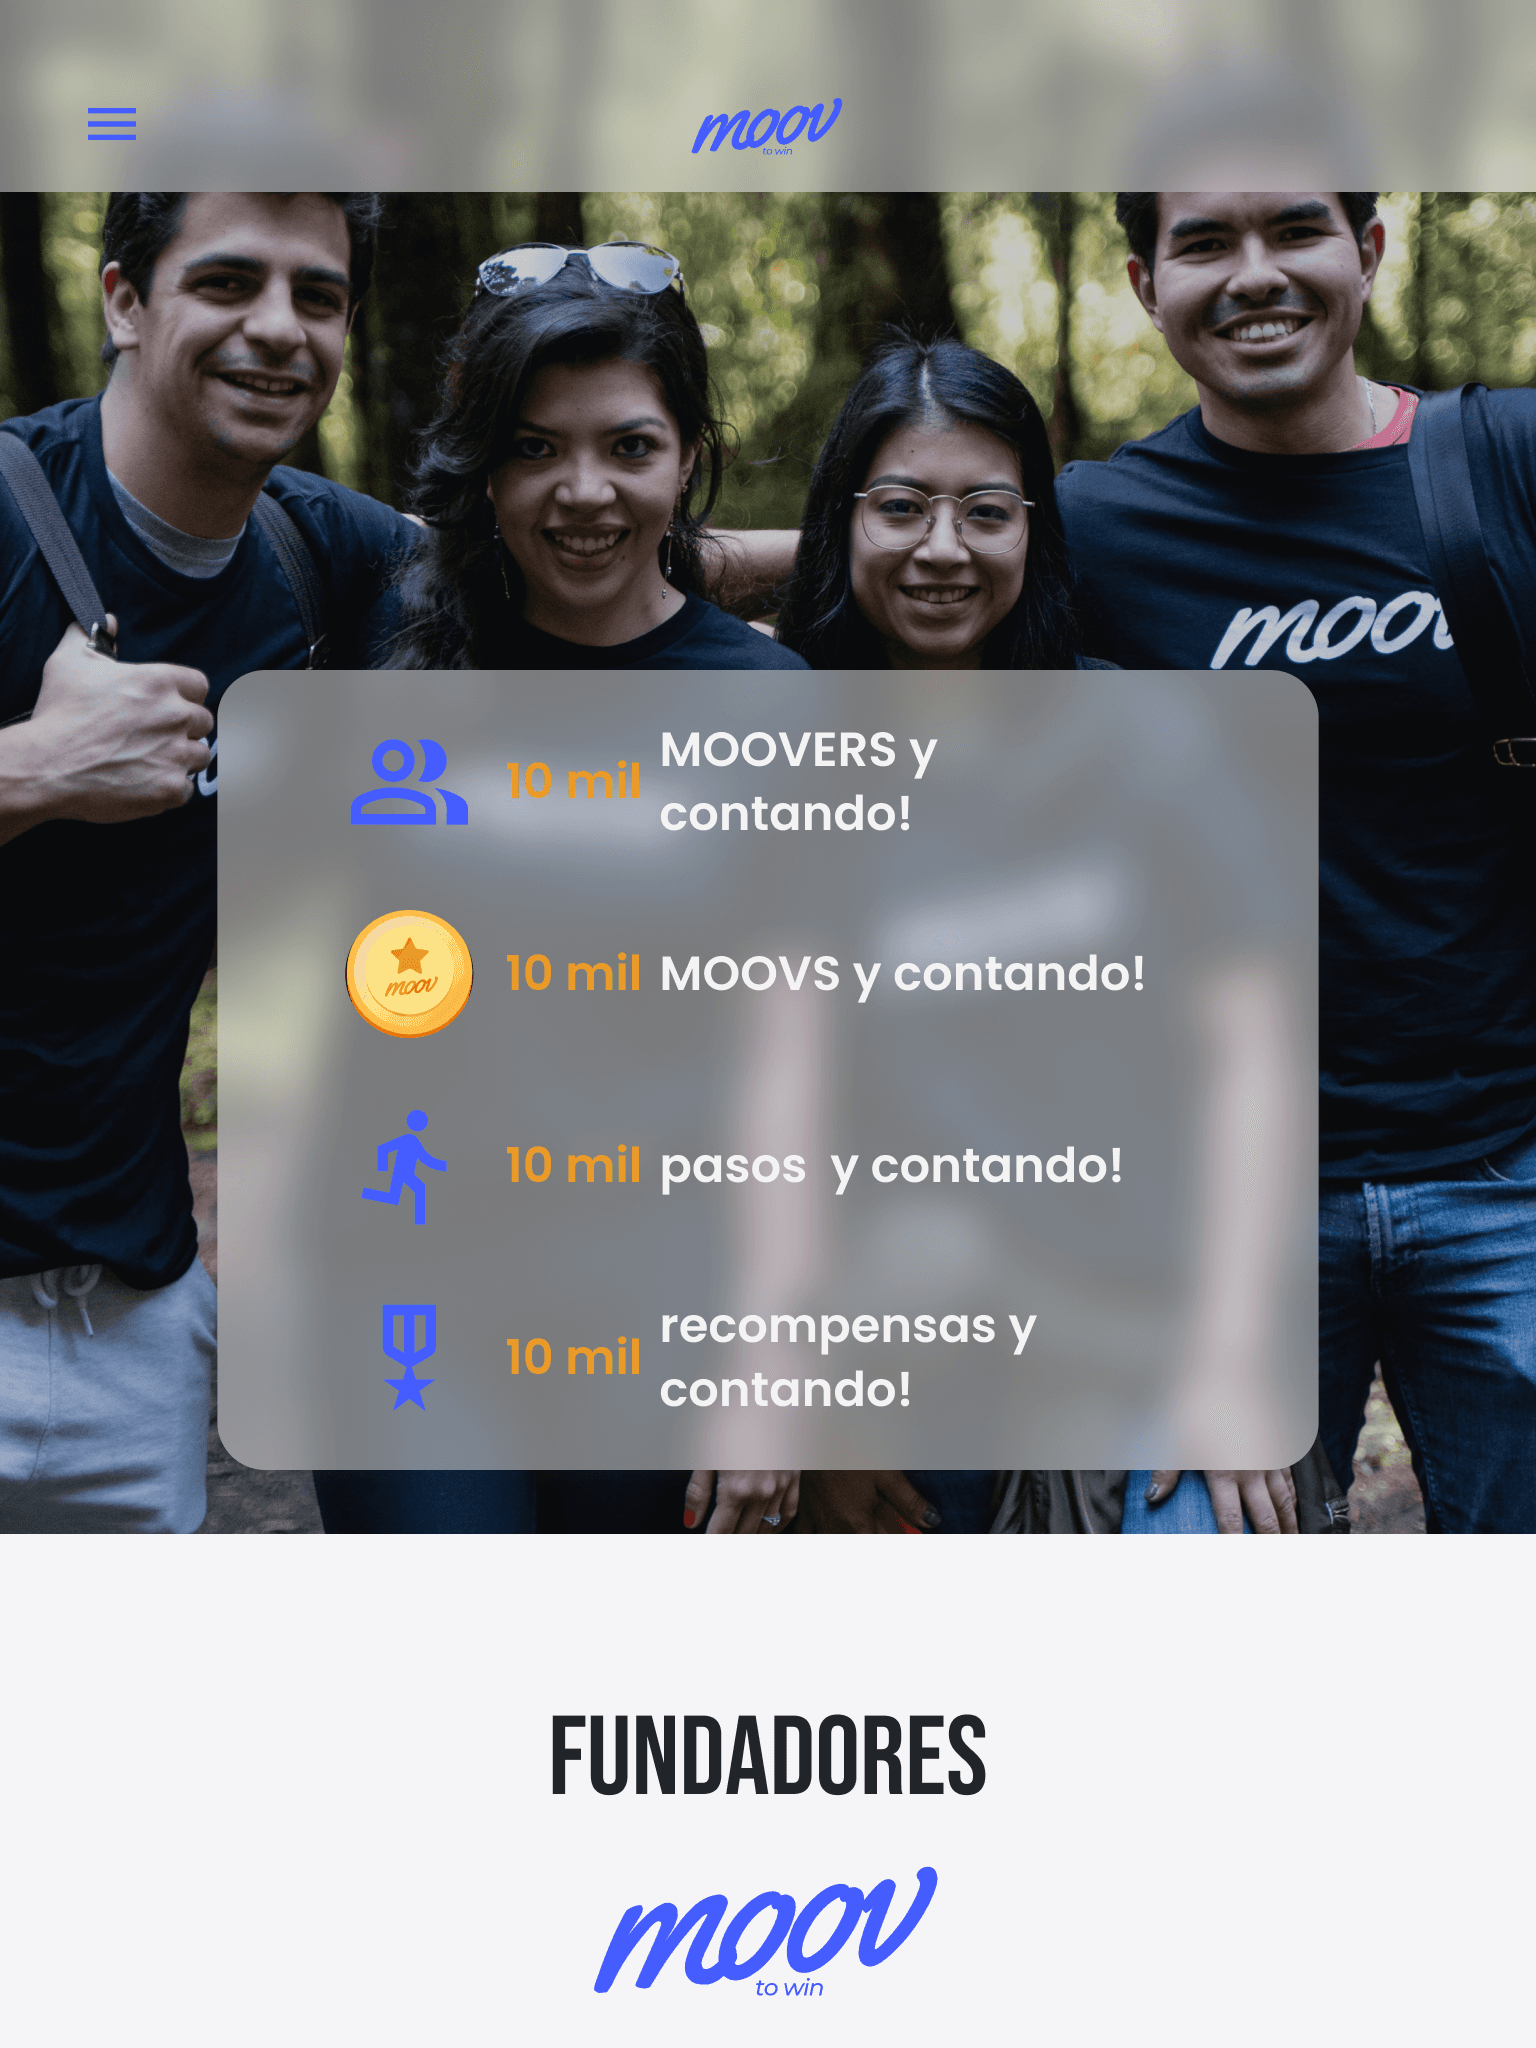 moov
to win
moov
10 mil
MOOVERS y
contando!
moov
10 mil MOOVS y contando!
10 mil pasos  y contando!
10 mil
recompensas y
contando!
FUNDADORES
moov
to win